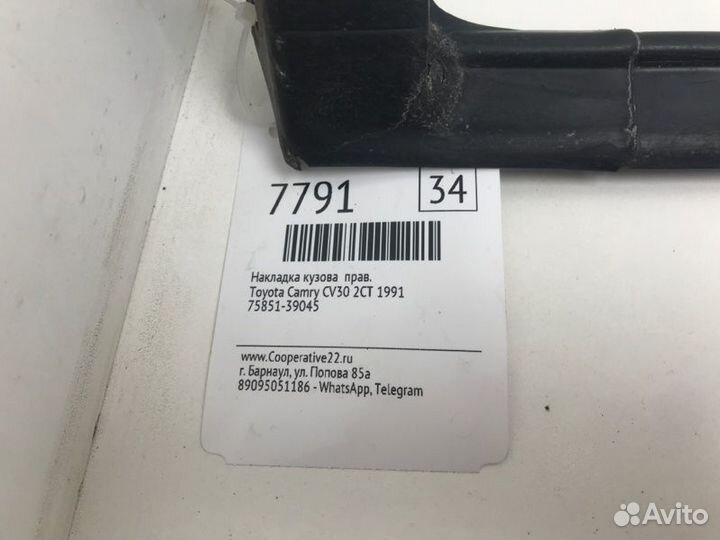 7791
34
Накладка кузова прав.
Toyota Camry CV30 2CT 1991
75851-39045
www.Cooperative22.ru
г. Барнаул, ул. Попова 85а
89095051186 - WhatsApp, Telegram
Avito